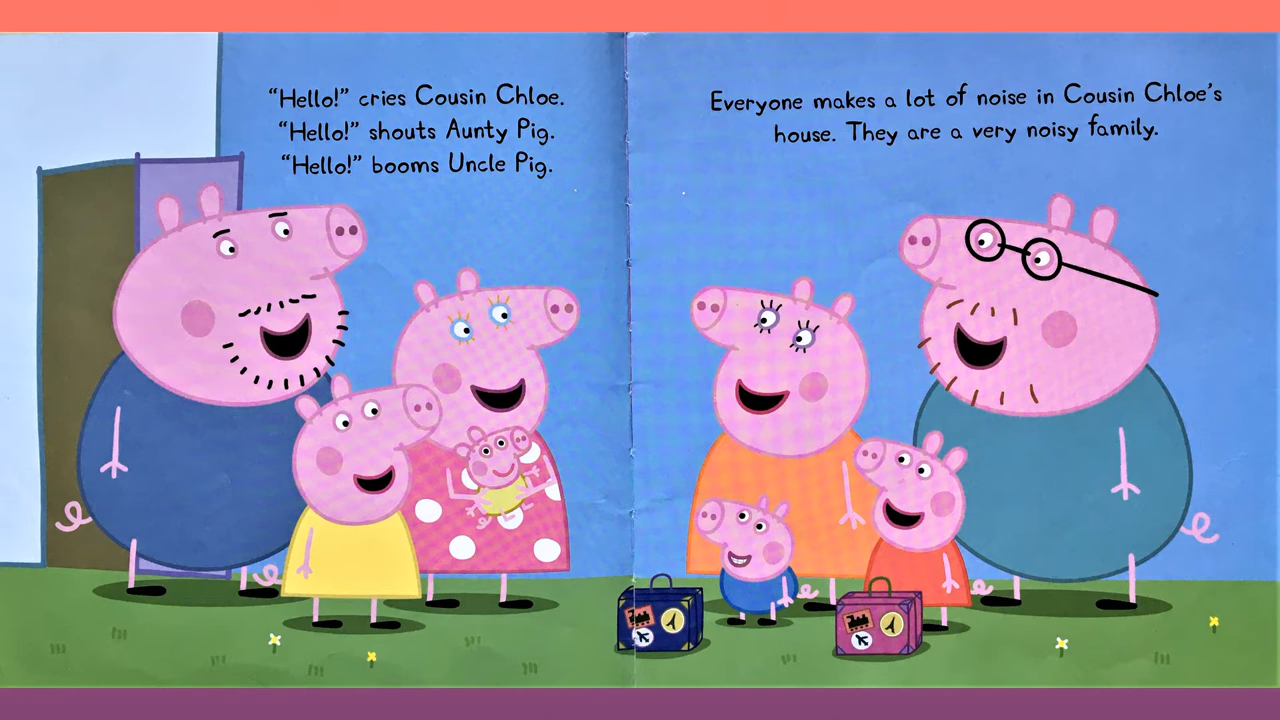 “Hello!” cries Cousin Chloe.
“Hello!” shouts Aunty Pig.
“Hello!” booms Uncle Pig.
Everyone makes a lot of noise in Cousin Chloe’s
house. They are a very noisy family.